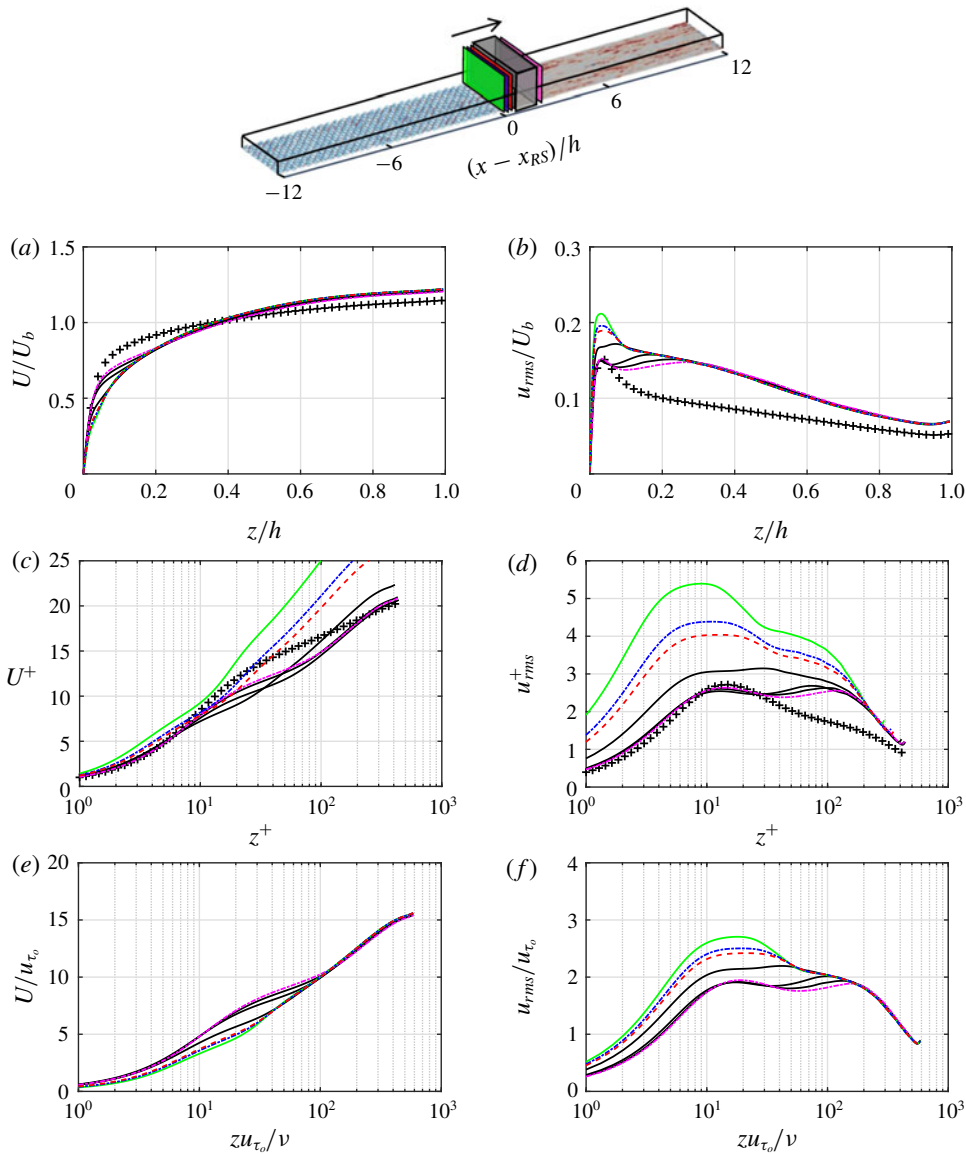 12
6
0
(x − x_RS)/h
−6
−12
(a)
1.5
1.0
0.5
U/U_b
0 0.2 0.4 0.6 0.8 1.0
z/h
(b)
0.3
0.2
0.1
u_rms/U_b
0 0.2 0.4 0.6 0.8 1.0
z/h
(c)
25
20
15
10
5
0
U^+
10^0 10^1 10^2 10^3
z^+
(d)
6
5
4
3
2
1
0
u^+_rms
10^0 10^1 10^2 10^3
z^+
(e)
20
15
10
5
0
U/u_τ_o
10^0 10^1 10^2 10^3
zu_τ_o/ν
(f)
4
3
2
1
0
u_rms/u_τ_o
10^0 10^1 10^2 10^3
zu_τ_o/ν